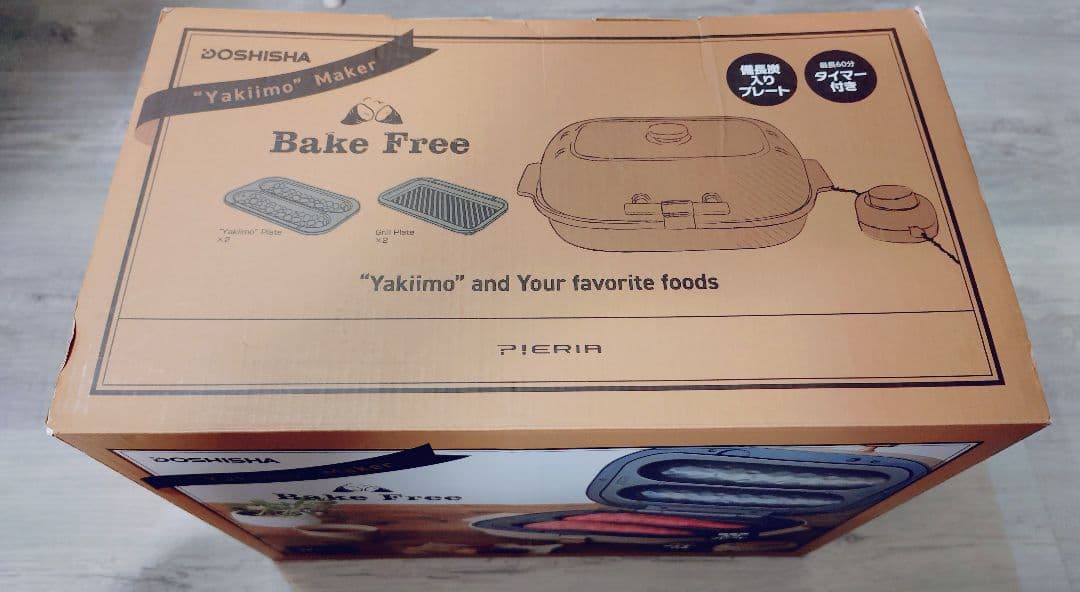 DOSHISHA
"Yakiimo" Maker
Bake Free
備長炭
入り
プレート
最長60分
タイマー
付き
"Yakiimo" Plate
×2
Grill Plate
×2
"Yakiimo" and Your favorite foods
PIERIA
DOSHISHA
Maker
Bake Free